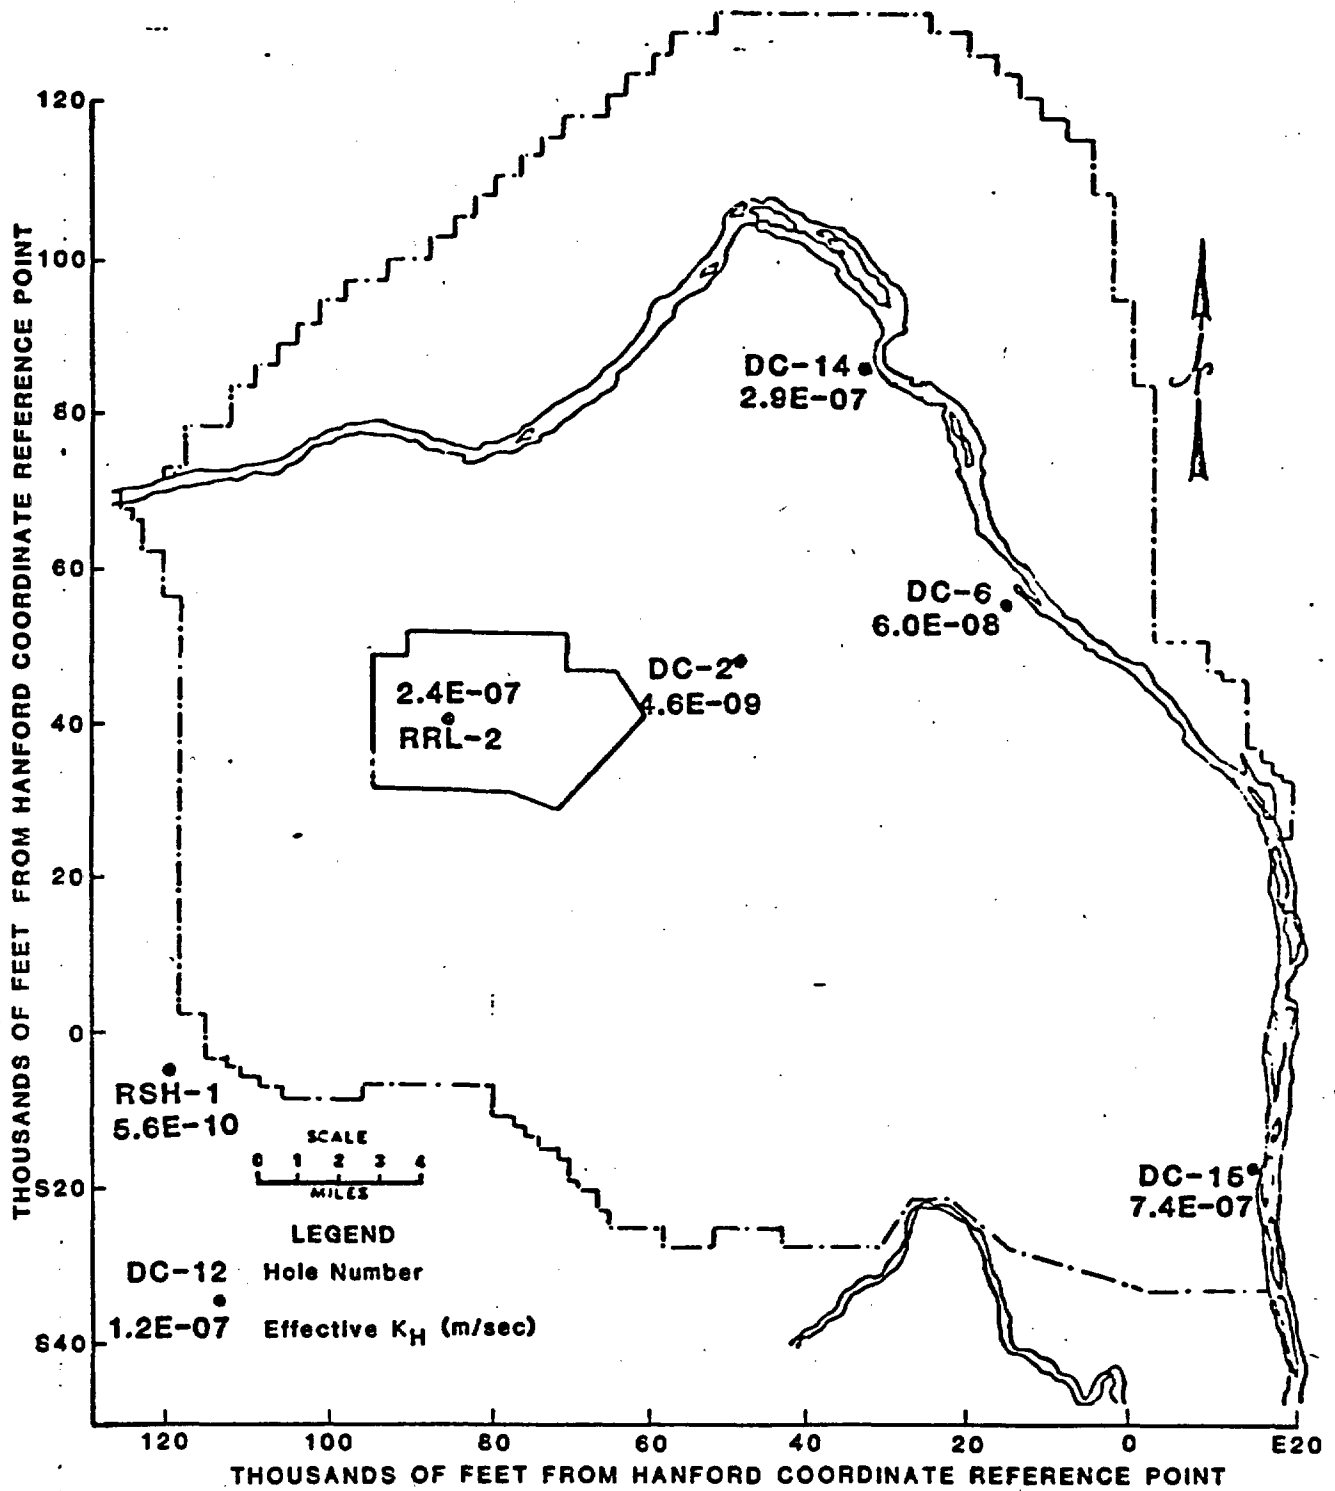 120
100
80
60
40
20
0
S20
S40
THOUSANDS OF FEET FROM HANFORD COORDINATE REFERENCE POINT
DC-14
2.9E-07
DC-6
6.0E-08
DC-2
4.6E-09
2.4E-07
RRL-2
RSH-1
5.6E-10
SCALE
0 1 2 3 4
MILES
DC-15
7.4E-07
LEGEND
DC-12 Hole Number
1.2E-07 Effective KH (m/sec)
120 100 80 60 40 20 0 E20
THOUSANDS OF FEET FROM HANFORD COORDINATE REFERENCE POINT